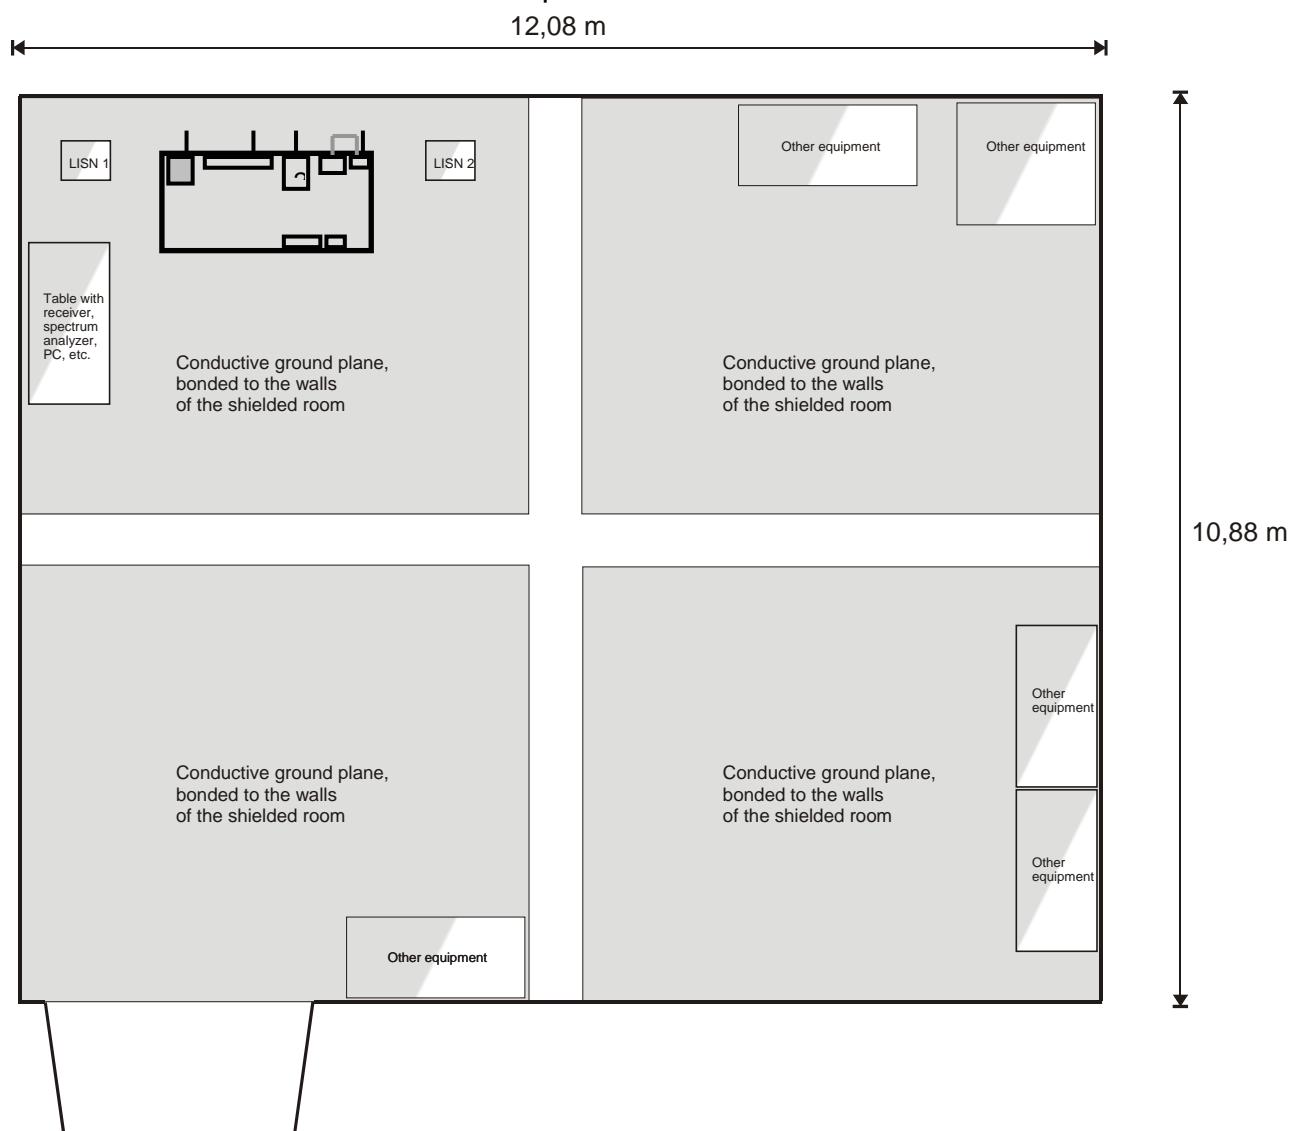 12,08 m
LISN 1
LISN 2
Other equipment
Other equipment
Table with
receiver,
spectrum
analyzer,
PC, etc.
Conductive ground plane,
bonded to the walls
of the shielded room
Conductive ground plane,
bonded to the walls
of the shielded room
10,88 m
Other
equipment
Conductive ground plane,
bonded to the walls
of the shielded room
Conductive ground plane,
bonded to the walls
of the shielded room
Other
equipment
Other equipment